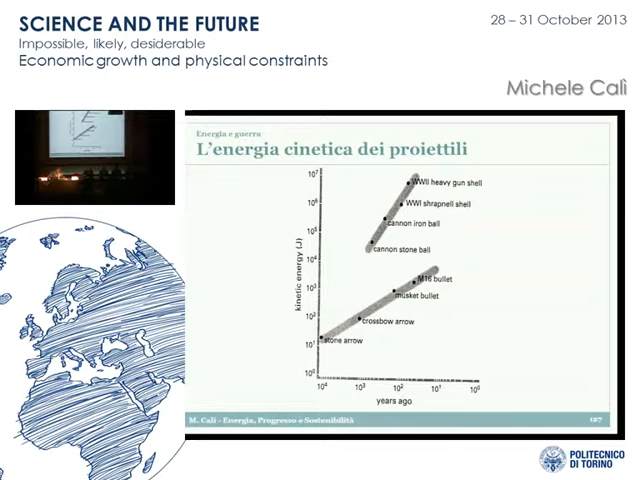 SCIENCE AND THE FUTURE
Impossible, likely, desiderable
Economic growth and physical constraints
28 – 31 October 2013
Michele Calì
Energia e guerra
L'energia cinetica dei proiettili
kinetic energy (J)
10⁷
10⁶
10⁵
10⁴
10³
10²
10¹
10⁰
WWII heavy gun shell
WWI shrapnell shell
cannon iron ball
cannon stone ball
M16 bullet
musket bullet
crossbow arrow
stone arrow
10⁴ 10³ 10² 10¹ 10⁰
years ago
M. Calì - Energia, Progresso e Sostenibilità
127
POLITECNICO
DI TORINO